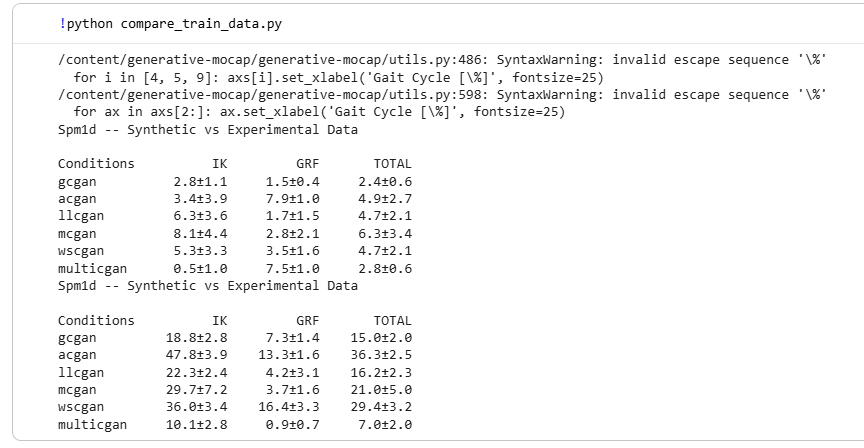 !python compare_train_data.py
/content/generative-mocap/generative-mocap/utils.py:486: SyntaxWarning: invalid escape sequence '\%'
  for i in [4, 5, 9]: axs[i].set_xlabel('Gait Cycle [\%]', fontsize=25)
/content/generative-mocap/generative-mocap/utils.py:598: SyntaxWarning: invalid escape sequence '\%'
  for ax in axs[2:]: ax.set_xlabel('Gait Cycle [\%]', fontsize=25)
Spm1d -- Synthetic vs Experimental Data
Conditions IK GRF TOTAL
gcgan 2.8±1.1 1.5±0.4 2.4±0.6
acgan 3.4±3.9 7.9±1.0 4.9±2.7
llcgan 6.3±3.6 1.7±1.5 4.7±2.1
mcgan 8.1±4.4 2.8±2.1 6.3±3.4
wscgan 5.3±3.3 3.5±1.6 4.7±2.1
multicgan 0.5±1.0 7.5±1.0 2.8±0.6
Spm1d -- Synthetic vs Experimental Data
Conditions IK GRF TOTAL
gcgan 18.8±2.8 7.3±1.4 15.0±2.0
acgan 47.8±3.9 13.3±1.6 36.3±2.5
llcgan 22.3±2.4 4.2±3.1 16.2±2.3
mcgan 29.7±7.2 3.7±1.6 21.0±5.0
wscgan 36.0±3.4 16.4±3.3 29.4±3.2
multicgan 10.1±2.8 0.9±0.7 7.0±2.0